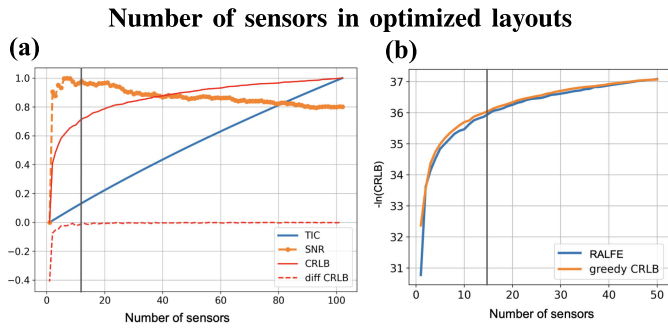 Number of sensors in optimized layouts
(a)
1.0
0.8
0.6
0.4
0.2
0.0
−0.2
−0.4
0
20
40
60
80
100
Number of sensors
TIC
SNR
CRLB
diff CRLB
(b)
-ln(CRLB)
37
36
35
34
33
32
31
0
10
20
30
40
50
Number of sensors
RALFE
greedy CRLB